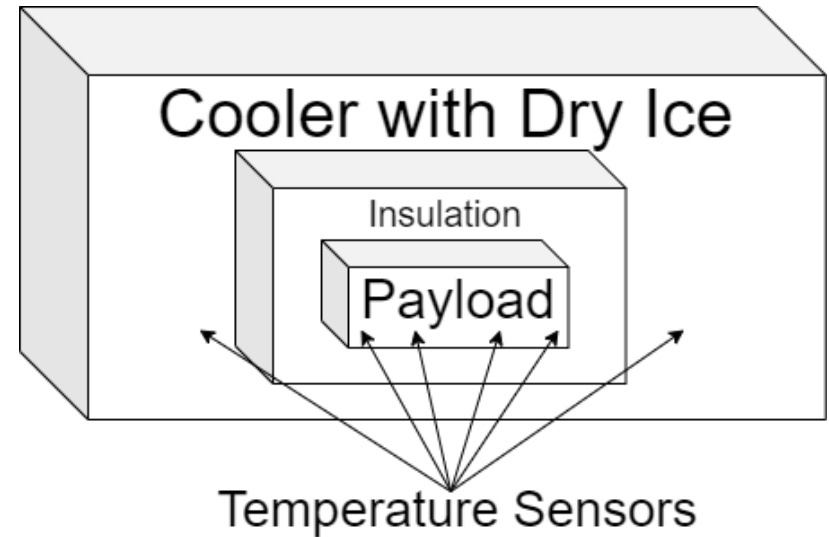 Cooler with Dry Ice
Insulation
Payload
Temperature Sensors